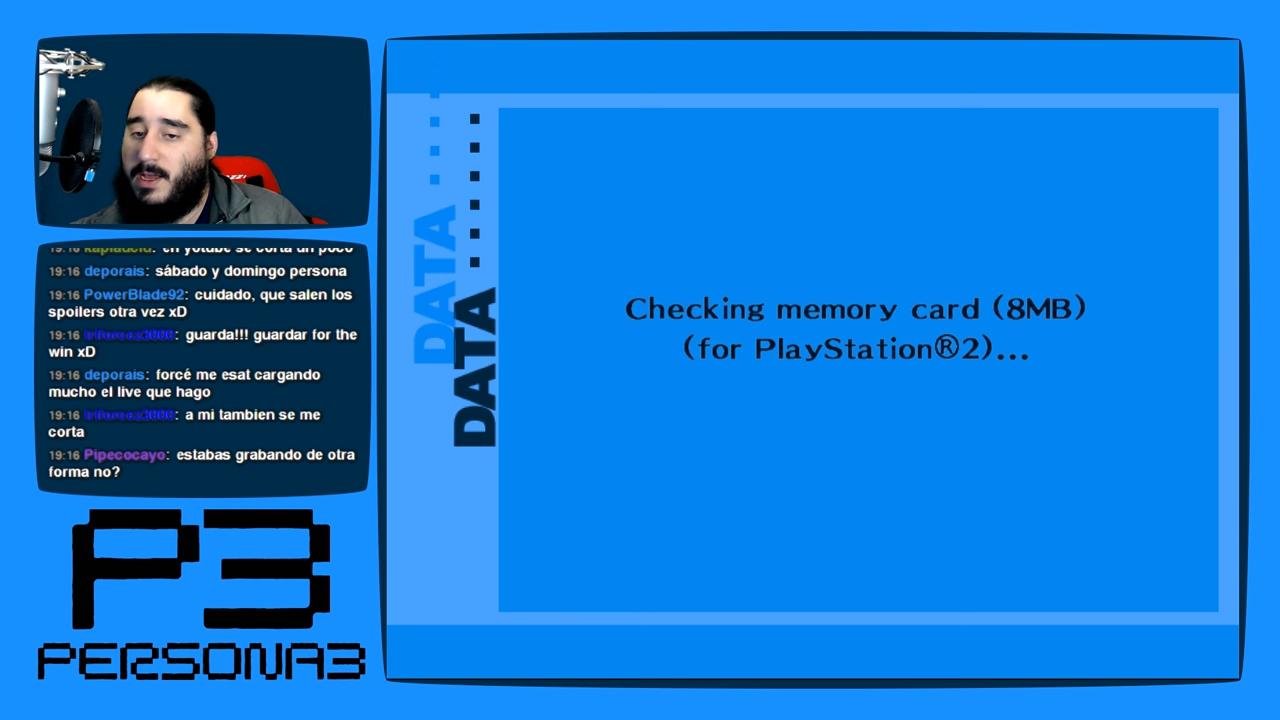 19:16 deporais: sábado y domingo persona
19:16 PowerBlade92: cuidado, que salen los
spoilers otra vez xD
19:16 : guarda!!! guardar for the
win xD
19:16 deporais: forcé me esat cargando
mucho el live que hago
19:16 : a mi tambien se me
corta
19:16 Pipecocayo: estabas grabando de otra
forma no?
P3
PERSONA3
DATA
DATA
Checking memory card (8MB)
(for PlayStation®2)...